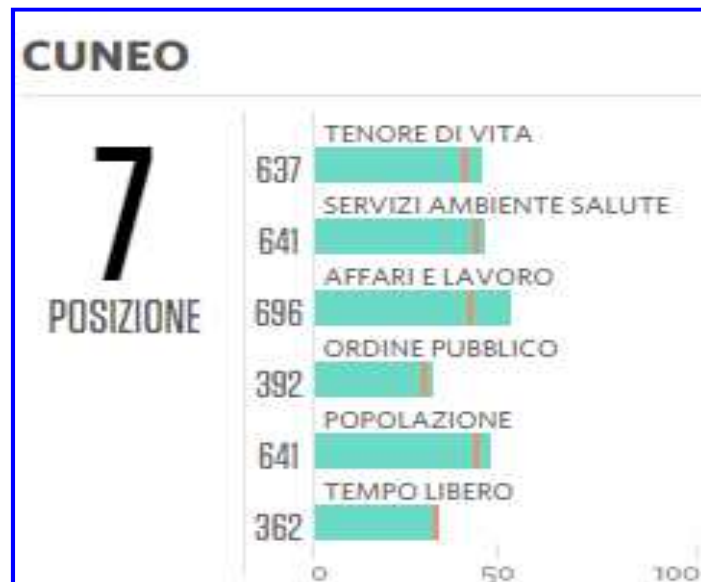 CUNEO
7
POSIZIONE
TENORE DI VITA
637
SERVIZI AMBIENTE SALUTE
641
AFFARI E LAVORO
696
ORDINE PUBBLICO
392
POPOLAZIONE
641
TEMPO LIBERO
362
0 50 100